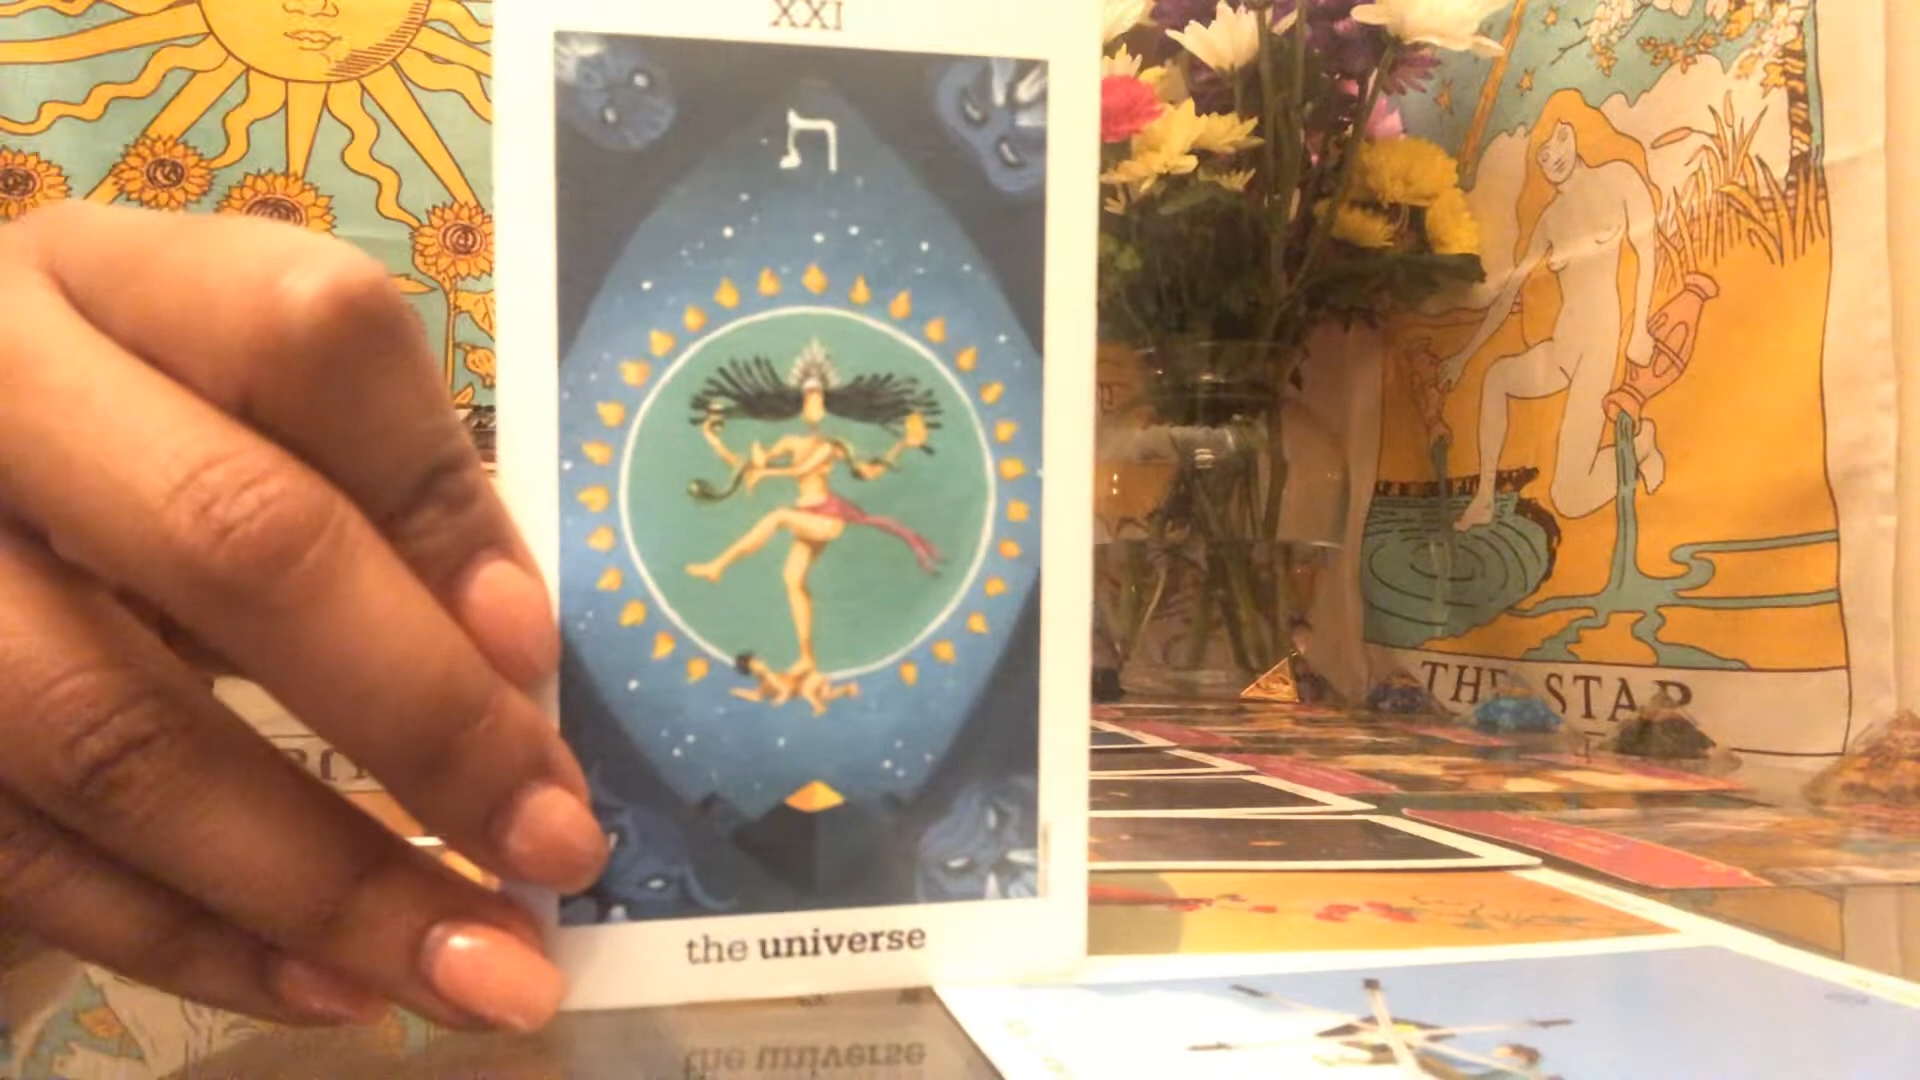 XXI
ת
the universe
THE STAR